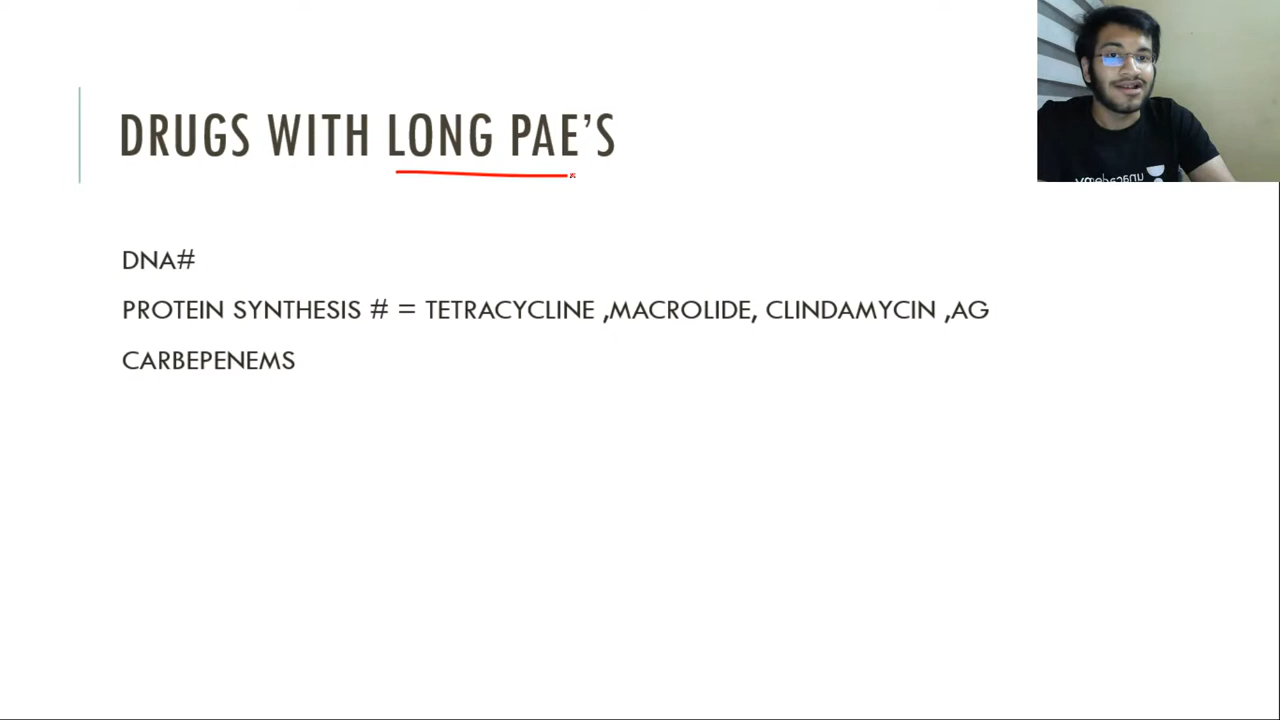 DRUGS WITH LONG PAE'S
DNA#
PROTEIN SYNTHESIS # = TETRACYCLINE ,MACROLIDE, CLINDAMYCIN ,AG
CARBEPENEMS